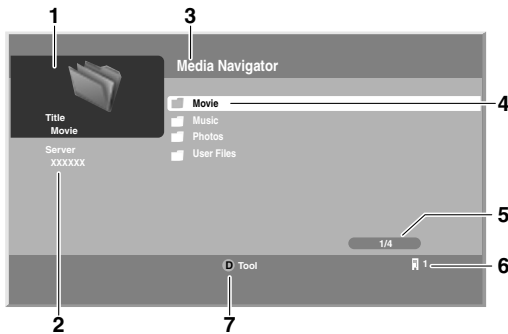 1
3
Media Navigator
Title
Movie
Server
XXXXXX
Movie
4
Music
Photos
User Files
5
1/4
D Tool
1
6
2
7